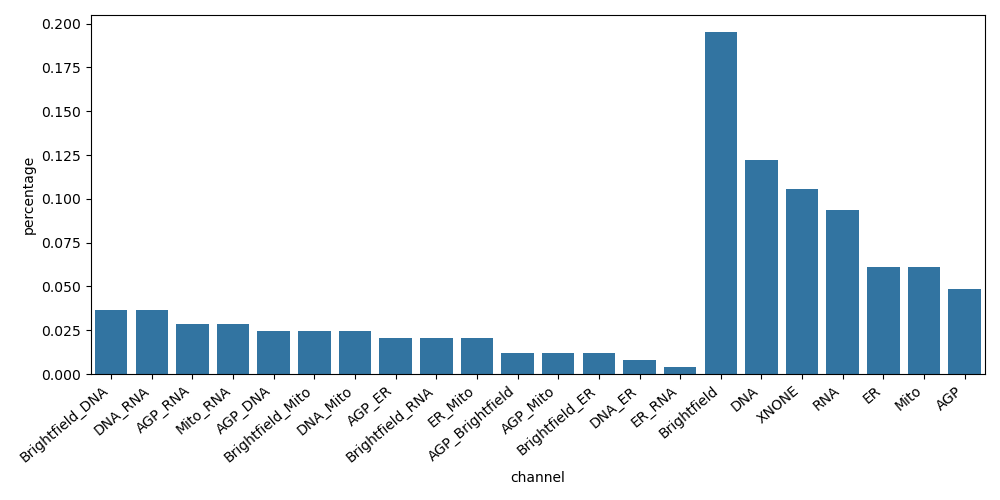 0.200
0.175
0.150
0.125
0.100
0.075
0.050
0.025
0.000
percentage
Brightfield_DNA
DNA_RNA
AGP_RNA
Mito_RNA
AGP_DNA
Brightfield_Mito
DNA_Mito
AGP_ER
Brightfield_RNA
ER_Mito
AGP_Brightfield
AGP_Mito
Brightfield_ER
DNA_ER
ER_RNA
Brightfield
DNA
XNONE
RNA
ER
Mito
AGP
channel